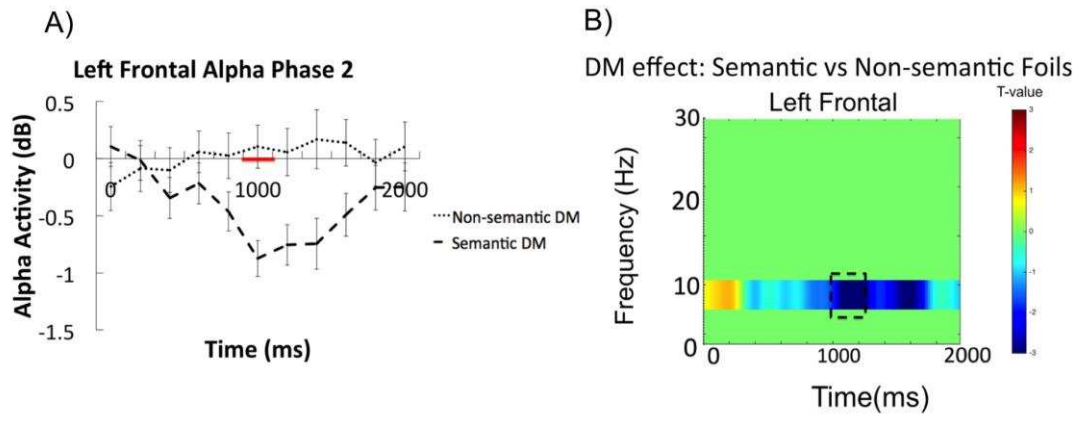 A)
Left Frontal Alpha Phase 2
Alpha Activity (dB)
0.5
0
-0.5
-1
-1.5
0
1000
2000
Non-semantic DM
Semantic DM
Time (ms)
B)
DM effect: Semantic vs Non-semantic Foils
Left Frontal
T-value
Frequency (Hz)
30
20
10
0
0
1000
2000
Time(ms)
3
2
1
0
-1
-2
-3